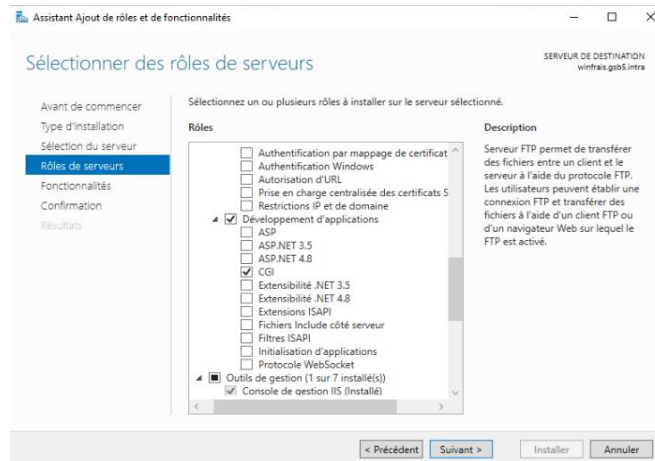 Assistant Ajout de rôles et de fonctionnalités
Sélectionner des rôles de serveurs
SERVEUR DE DESTINATION
winfrais.gsb5.intra
Avant de commencer
Type d'installation
Sélection du serveur
Rôles de serveurs
Fonctionnalités
Confirmation
Résultats
Sélectionnez un ou plusieurs rôles à installer sur le serveur sélectionné.
Rôles
Authentification par mappage de certificat
Authentification Windows
Autorisation d'URL
Prise en charge centralisée des certificats S
Restrictions IP et de domaine
Développement d'applications
ASP
ASP.NET 3.5
ASP.NET 4.8
CGI
Extensibilité .NET 3.5
Extensibilité .NET 4.8
Extensions ISAPI
Fichiers Include côté serveur
Filtres ISAPI
Initialisation d'applications
Protocole WebSocket
Outils de gestion (1 sur 7 installé(s))
Console de gestion IIS (Installé)
Description
Serveur FTP permet de transférer
des fichiers entre un client et le
serveur à l'aide du protocole FTP.
Les utilisateurs peuvent établir une
connexion FTP et transférer des
fichiers à l'aide d'un client FTP ou
d'un navigateur Web sur lequel le
FTP est activé.
< Précédent
Suivant >
Installer
Annuler